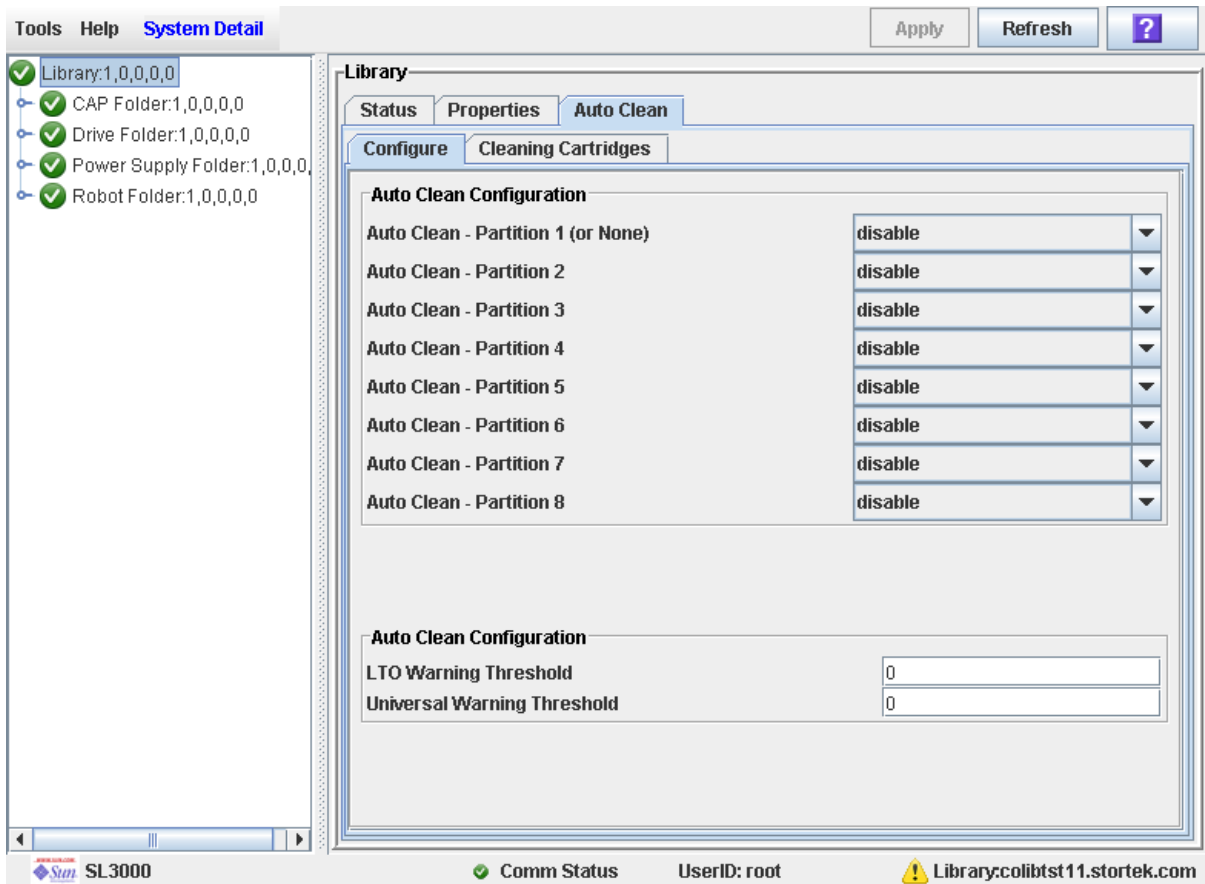 Tools Help System Detail Apply Refresh ?
Library:1,0,0,0,0
CAP Folder:1,0,0,0,0
Drive Folder:1,0,0,0,0
Power Supply Folder:1,0,0,0,
Robot Folder:1,0,0,0,0
Library
Status Properties Auto Clean
Configure Cleaning Cartridges
Auto Clean Configuration
Auto Clean - Partition 1 (or None) disable
Auto Clean - Partition 2 disable
Auto Clean - Partition 3 disable
Auto Clean - Partition 4 disable
Auto Clean - Partition 5 disable
Auto Clean - Partition 6 disable
Auto Clean - Partition 7 disable
Auto Clean - Partition 8 disable
Auto Clean Configuration
LTO Warning Threshold 0
Universal Warning Threshold 0
Sun SL3000 Comm Status UserID: root Library:colibtst11.stortek.com